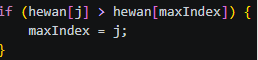 if (hewan[j] > hewan[maxIndex]) {
maxIndex = j;
}